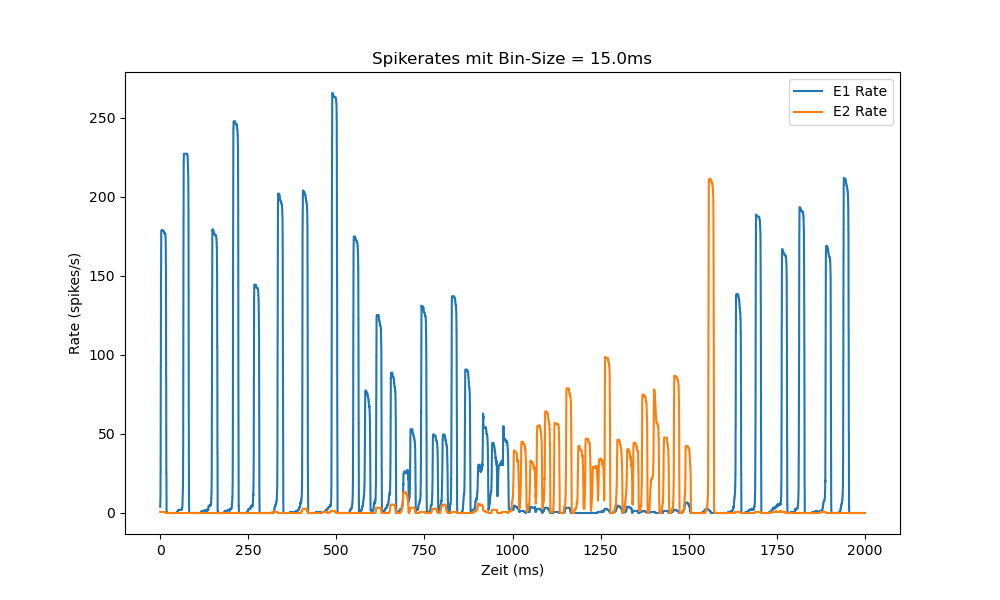 Spikerates mit Bin-Size = 15.0ms
E1 Rate
E2 Rate
250
200
150
100
50
0
Rate (spikes/s)
0 250 500 750 1000 1250 1500 1750 2000
Zeit (ms)